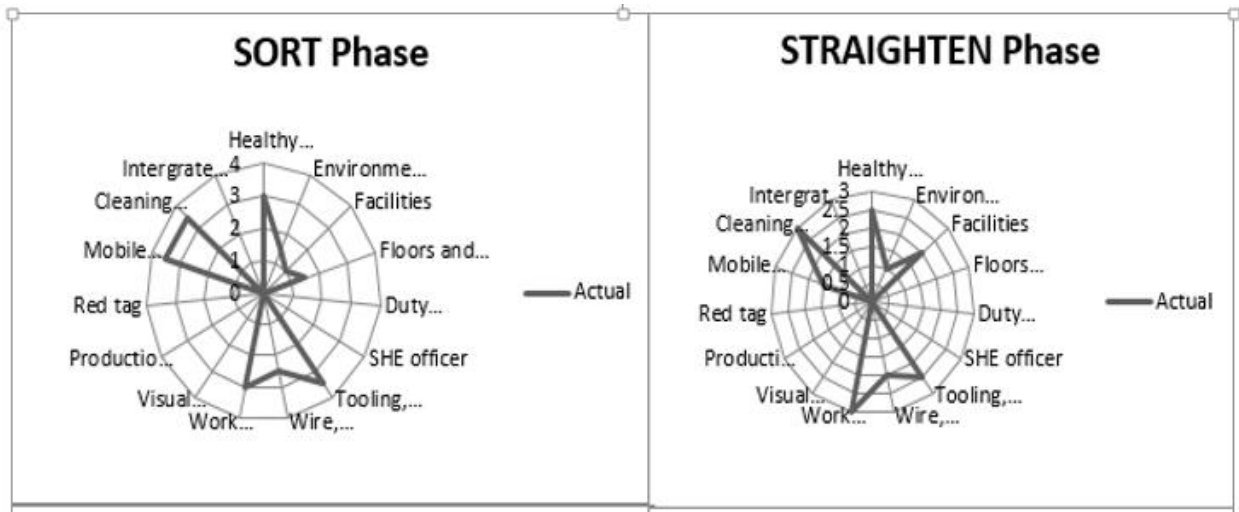 SORT Phase
Healthy...
Environme...
Facilities
Floors and...
Duty...
SHE officer
Tooling,...
Wire,...
Work...
Visual...
Productio...
Red tag
Mobile...
Cleaning...
Intergrate...
4
3
2
1
0
Actual
STRAIGHTEN Phase
Healthy...
Environ...
Facilities
Floors...
Duty...
SHE officer
Tooling,...
Wire,...
Work...
Visual...
Producti...
Red tag
Mobile...
Cleaning...
Intergrat...
3
2.5
2
1.5
1
0.5
0
Actual